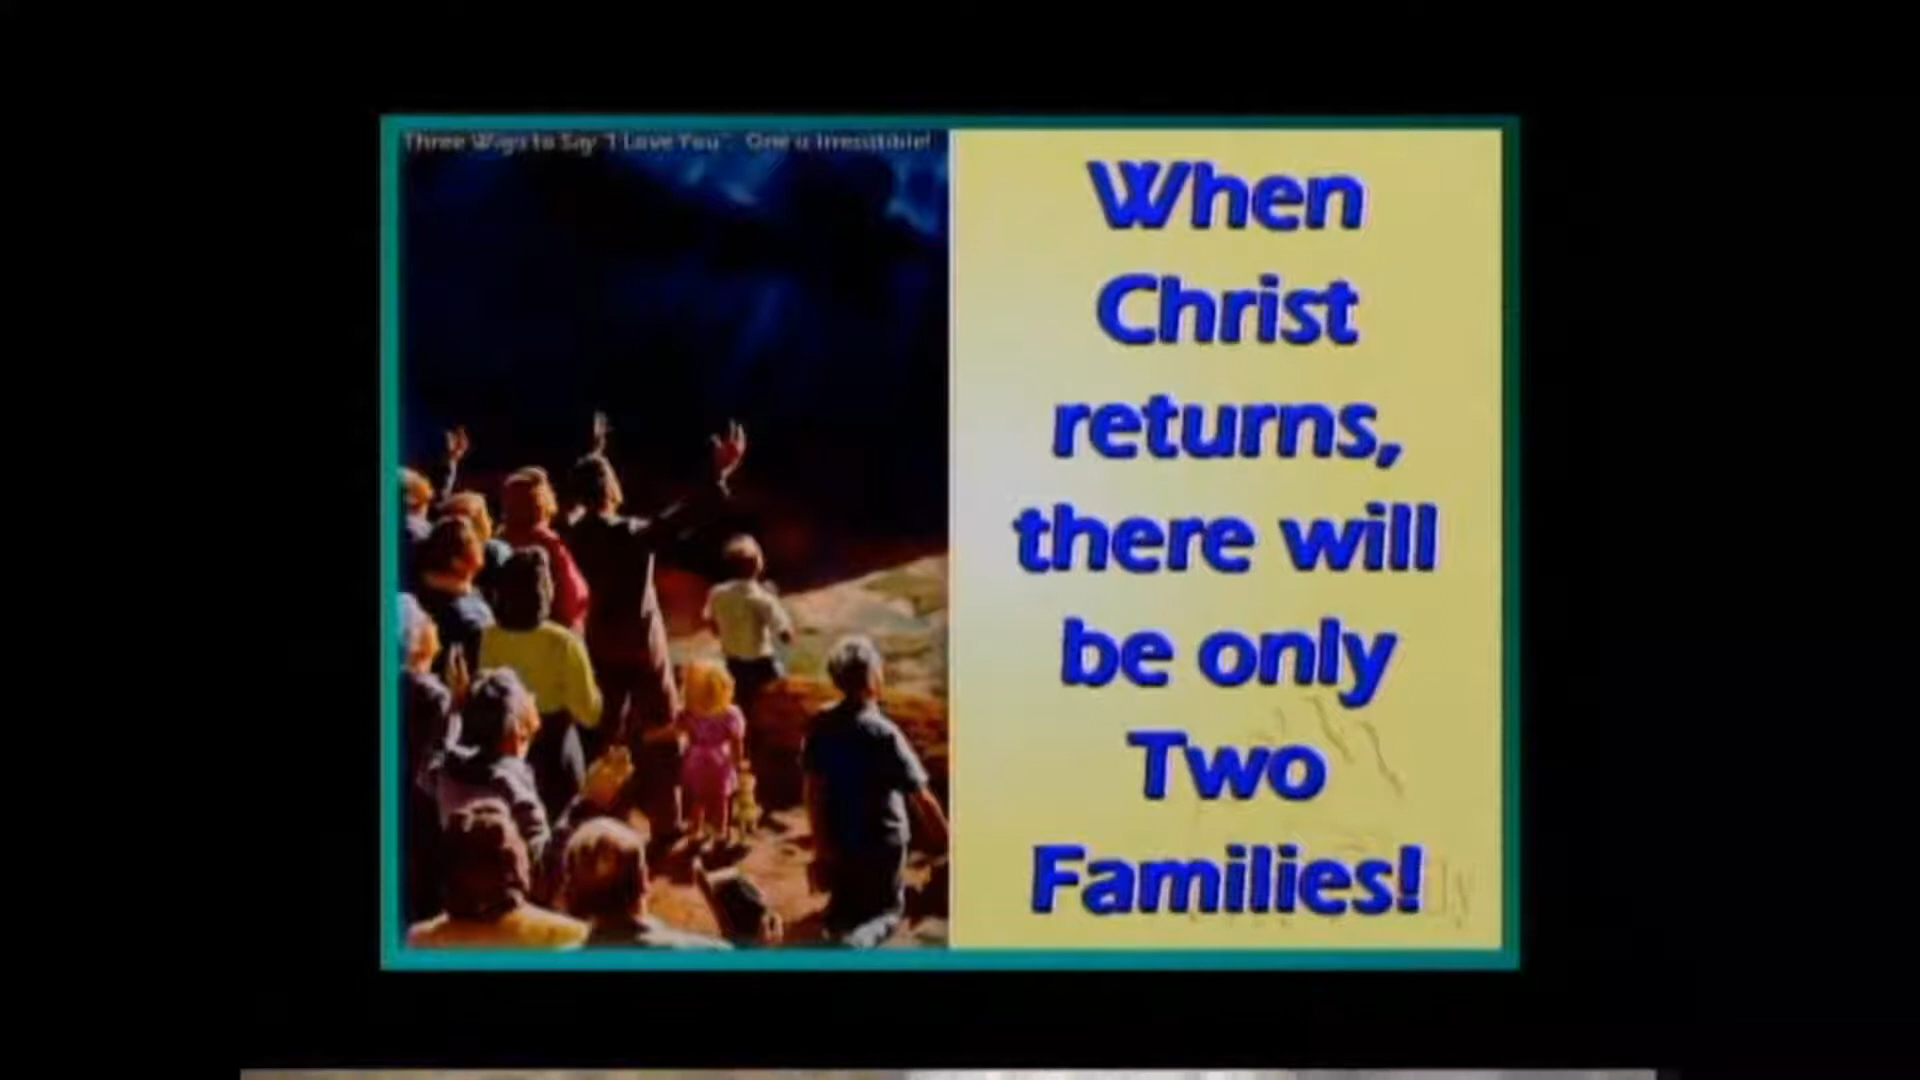 Three Ways to Say "I Love You". One is Irresistible!
When
Christ
returns,
there will
be only
Two
Families!